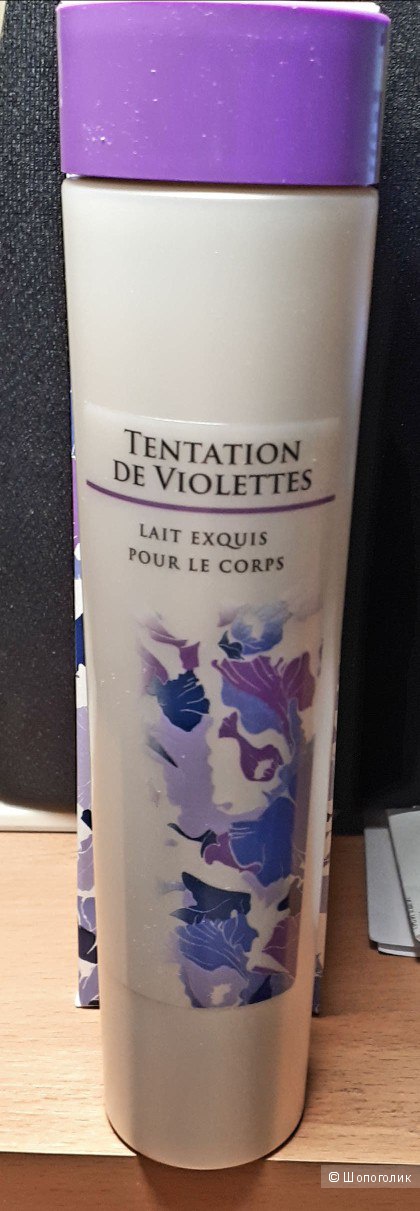 TENTATION
DE VIOLETTES
LAIT EXQUIS
POUR LE CORPS
© Шопоголик